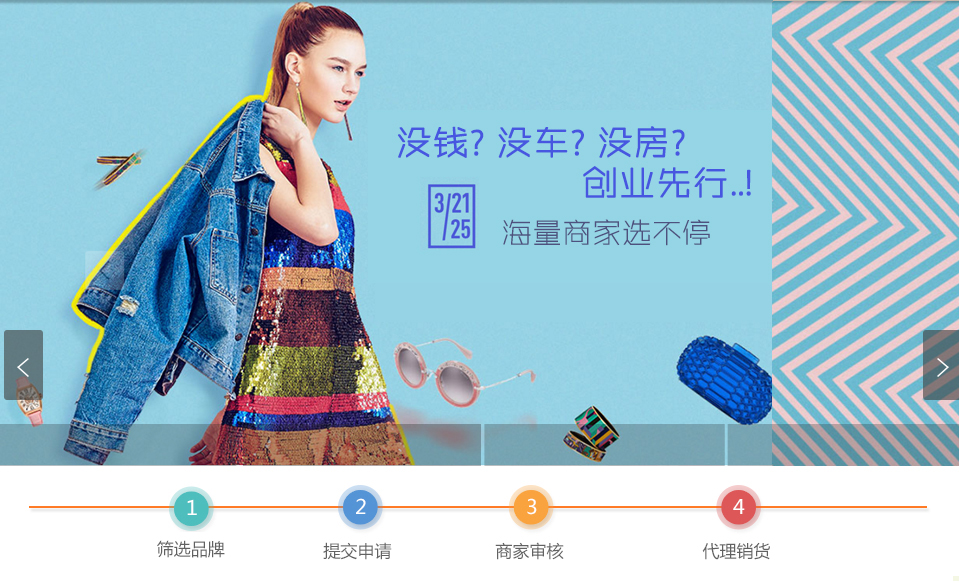 没钱? 没车? 没房?
创业先行..!
3/21
/25
海量商家选不停
1
2
3
4
筛选品牌
提交申请
商家审核
代理销货